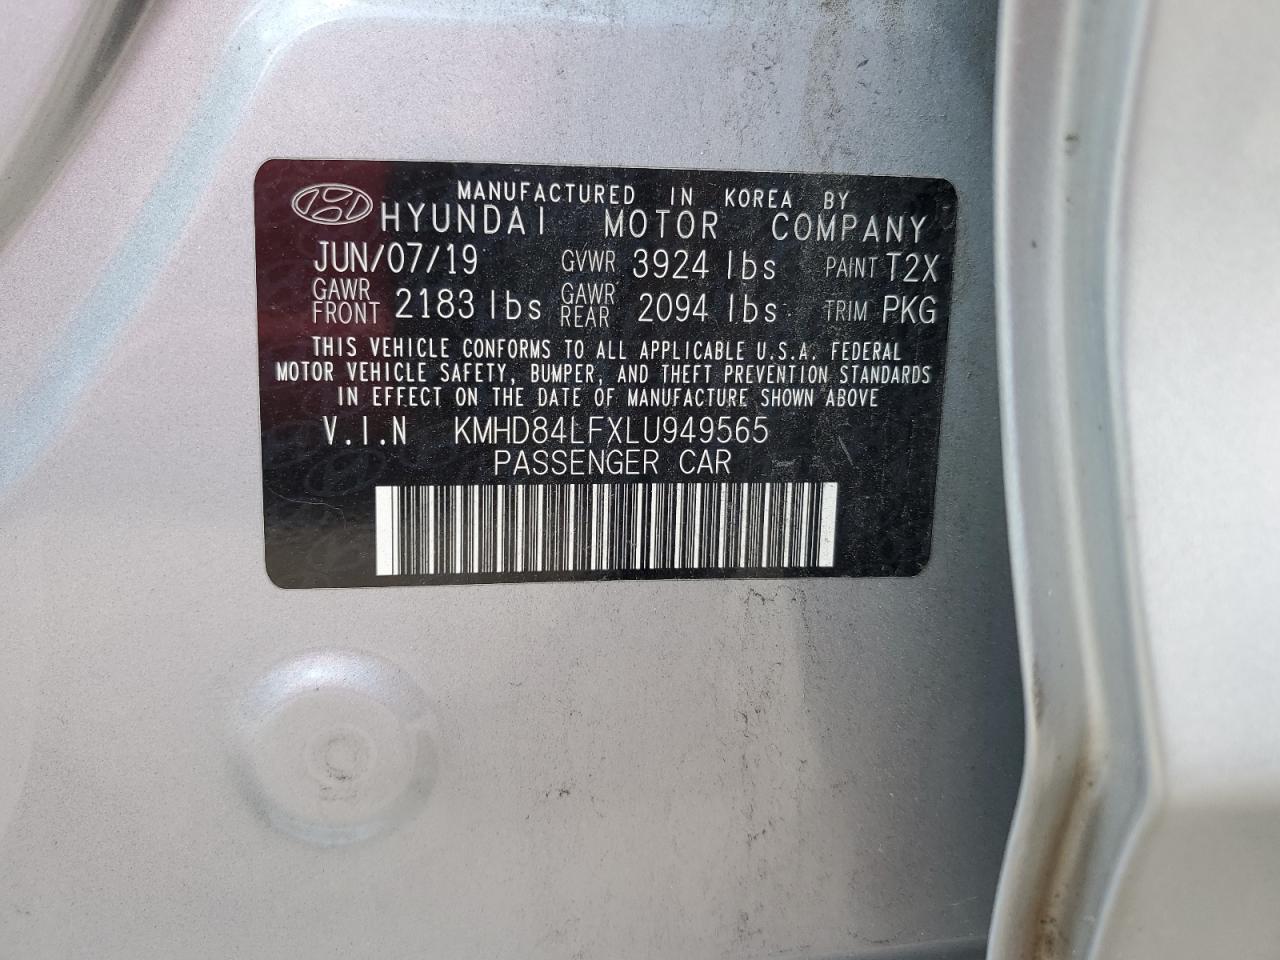 MANUFACTURED IN KOREA BY
HYUNDAI MOTOR COMPANY
JUN/07/19 GVWR 3924 lbs PAINT T2X
GAWR FRONT 2183 lbs GAWR REAR 2094 lbs TRIM PKG
THIS VEHICLE CONFORMS TO ALL APPLICABLE U.S.A. FEDERAL
MOTOR VEHICLE SAFETY, BUMPER, AND THEFT PREVENTION STANDARDS
IN EFFECT ON THE DATE OF MANUFACTURE SHOWN ABOVE
V.I.N KMHD84LFXLU949565
PASSENGER CAR